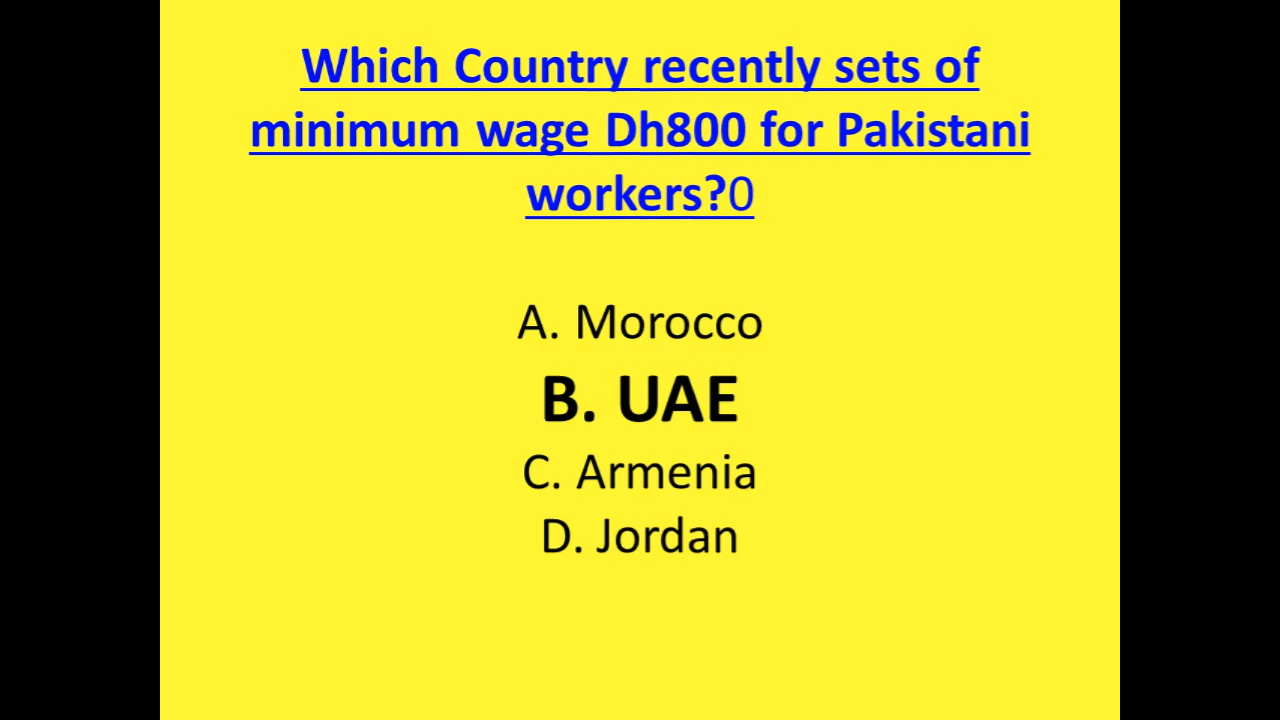 Which Country recently sets of
minimum wage Dh800 for Pakistani
workers?0
A. Morocco
B. UAE
C. Armenia
D. Jordan